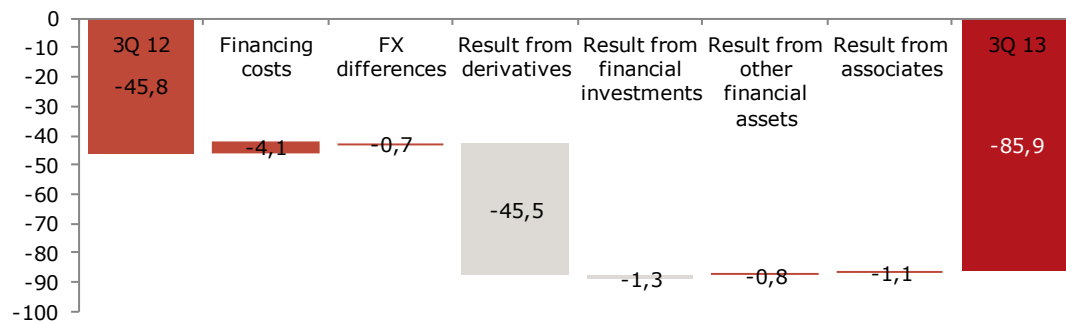 0
-10
-20
-30
-40
-50
-60
-70
-80
-90
-100
3Q 12
-45,8
Financing
costs
-4,1
FX
differences
-0,7
Result from
derivatives
-45,5
Result from
financial
investments
-1,3
Result from
other
financial
assets
-0,8
Result from
associates
-1,1
3Q 13
-85,9